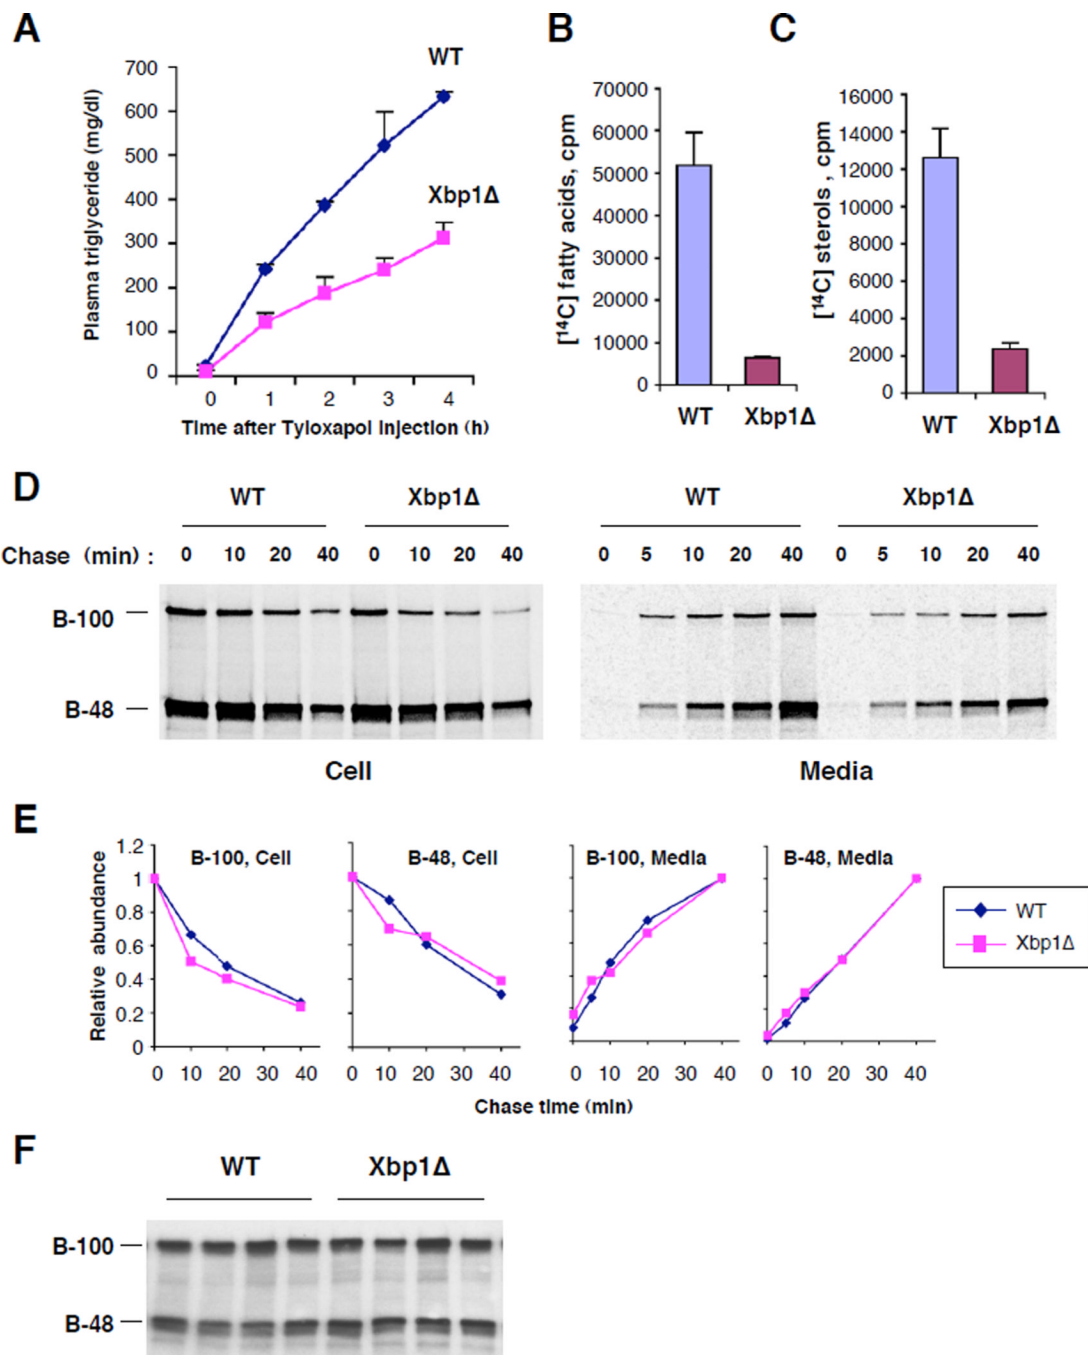 A
WT
Xbp1Δ
Plasma triglyceride (mg/dl)
700
600
500
400
300
200
100
0
0 1 2 3 4
Time after Tyloxapol Injection (h)
B
[¹⁴C] fatty acids, cpm
70000
60000
50000
40000
30000
20000
10000
0
WT Xbp1Δ
C
[¹⁴C] sterols , cpm
16000
14000
12000
10000
8000
6000
4000
2000
0
WT Xbp1Δ
D
WT Xbp1Δ WT Xbp1Δ
Chase (min) : 0 10 20 40 0 10 20 40 0 5 10 20 40 0 5 10 20 40
B-100
B-48
Cell Media
E
Relative abundance
1.2
1
0.8
0.6
0.4
0.2
0
B-100, Cell B-48, Cell B-100, Media B-48, Media
0 10 20 30 40 0 10 20 30 40 0 10 20 30 40 0 10 20 30 40
Chase time (min)
WT
Xbp1Δ
F
WT Xbp1Δ
B-100
B-48